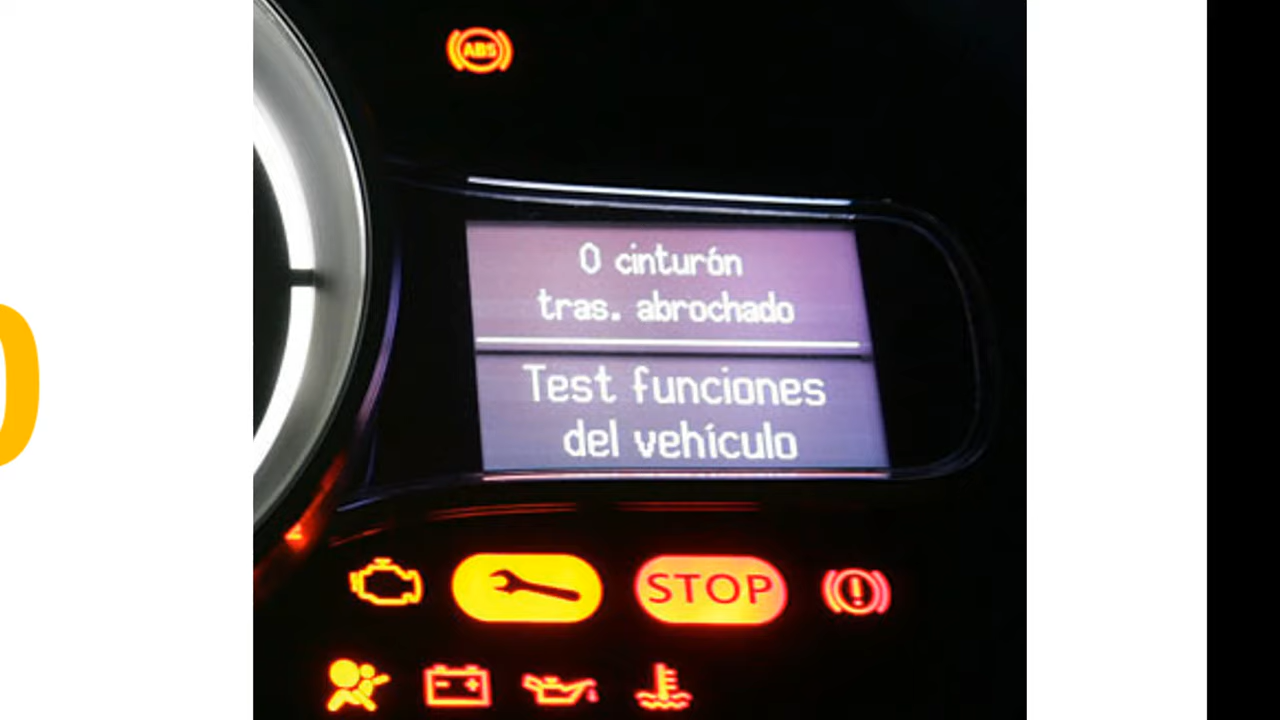 ABS
0 cinturón
tras. abrochado
Test funciones
del vehículo
STOP